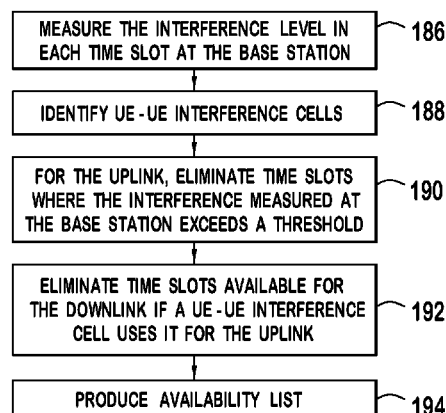 MEASURE THE INTERFERENCE LEVEL IN
EACH TIME SLOT AT THE BASE STATION
186
IDENTIFY UE-UE INTERFERENCE CELLS
188
FOR THE UPLINK, ELIMINATE TIME SLOTS
WHERE THE INTERFERENCE MEASURED AT
THE BASE STATION EXCEEDS A THRESHOLD
190
ELIMINATE TIME SLOTS AVAILABLE FOR
THE DOWNLINK IF A UE-UE INTERFERENCE
CELL USES IT FOR THE UPLINK
192
PRODUCE AVAILABILITY LIST
194